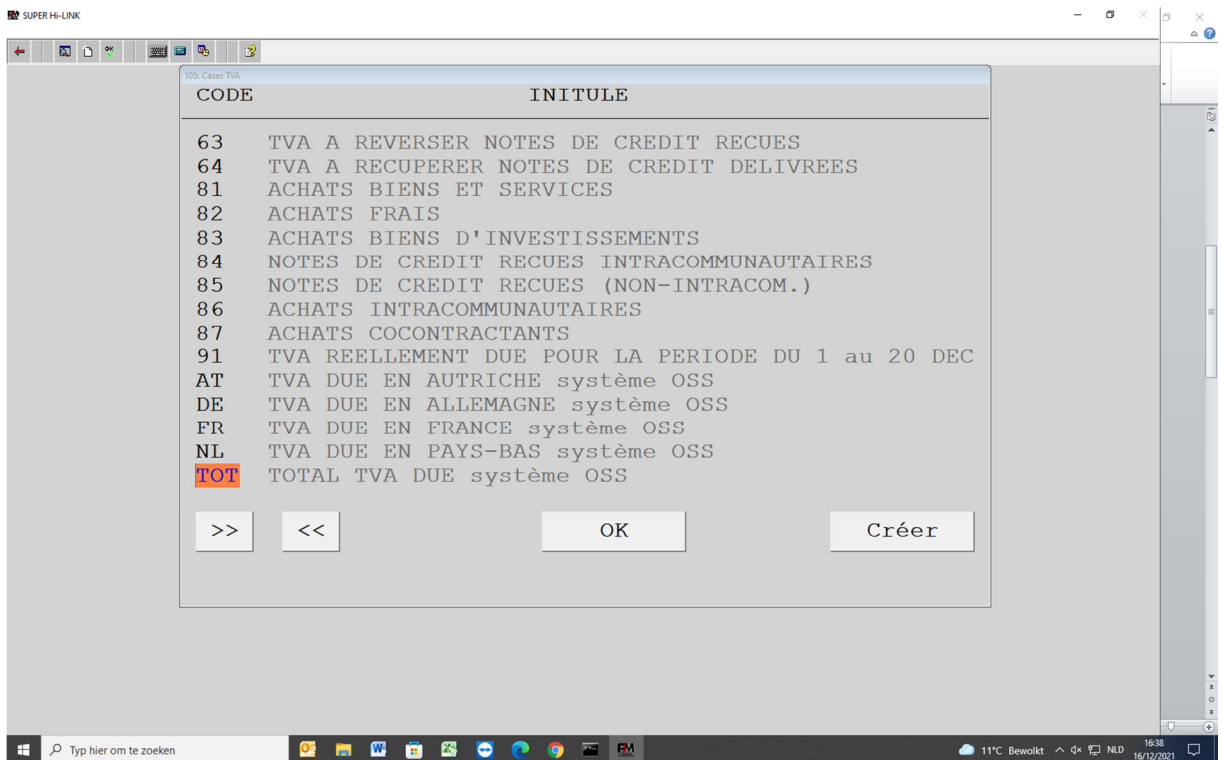 SUPER Hi-LINK
105: Cases TVA
CODE INITULE
63 TVA A REVERSER NOTES DE CREDIT RECUES
64 TVA A RECUPERER NOTES DE CREDIT DELIVREES
81 ACHATS BIENS ET SERVICES
82 ACHATS FRAIS
83 ACHATS BIENS D'INVESTISSEMENTS
84 NOTES DE CREDIT RECUES INTRACOMMUNAUTAIRES
85 NOTES DE CREDIT RECUES (NON-INTRACOM.)
86 ACHATS INTRACOMMUNAUTAIRES
87 ACHATS COCONTRACTANTS
91 TVA REELLEMENT DUE POUR LA PERIODE DU 1 au 20 DEC
AT TVA DUE EN AUTRICHE système OSS
DE TVA DUE EN ALLEMAGNE système OSS
FR TVA DUE EN FRANCE système OSS
NL TVA DUE EN PAYS-BAS système OSS
TOT TOTAL TVA DUE système OSS
>> << OK Créer
Typ hier om te zoeken 11°C Bewolkt NLD 16:38
16/12/2021